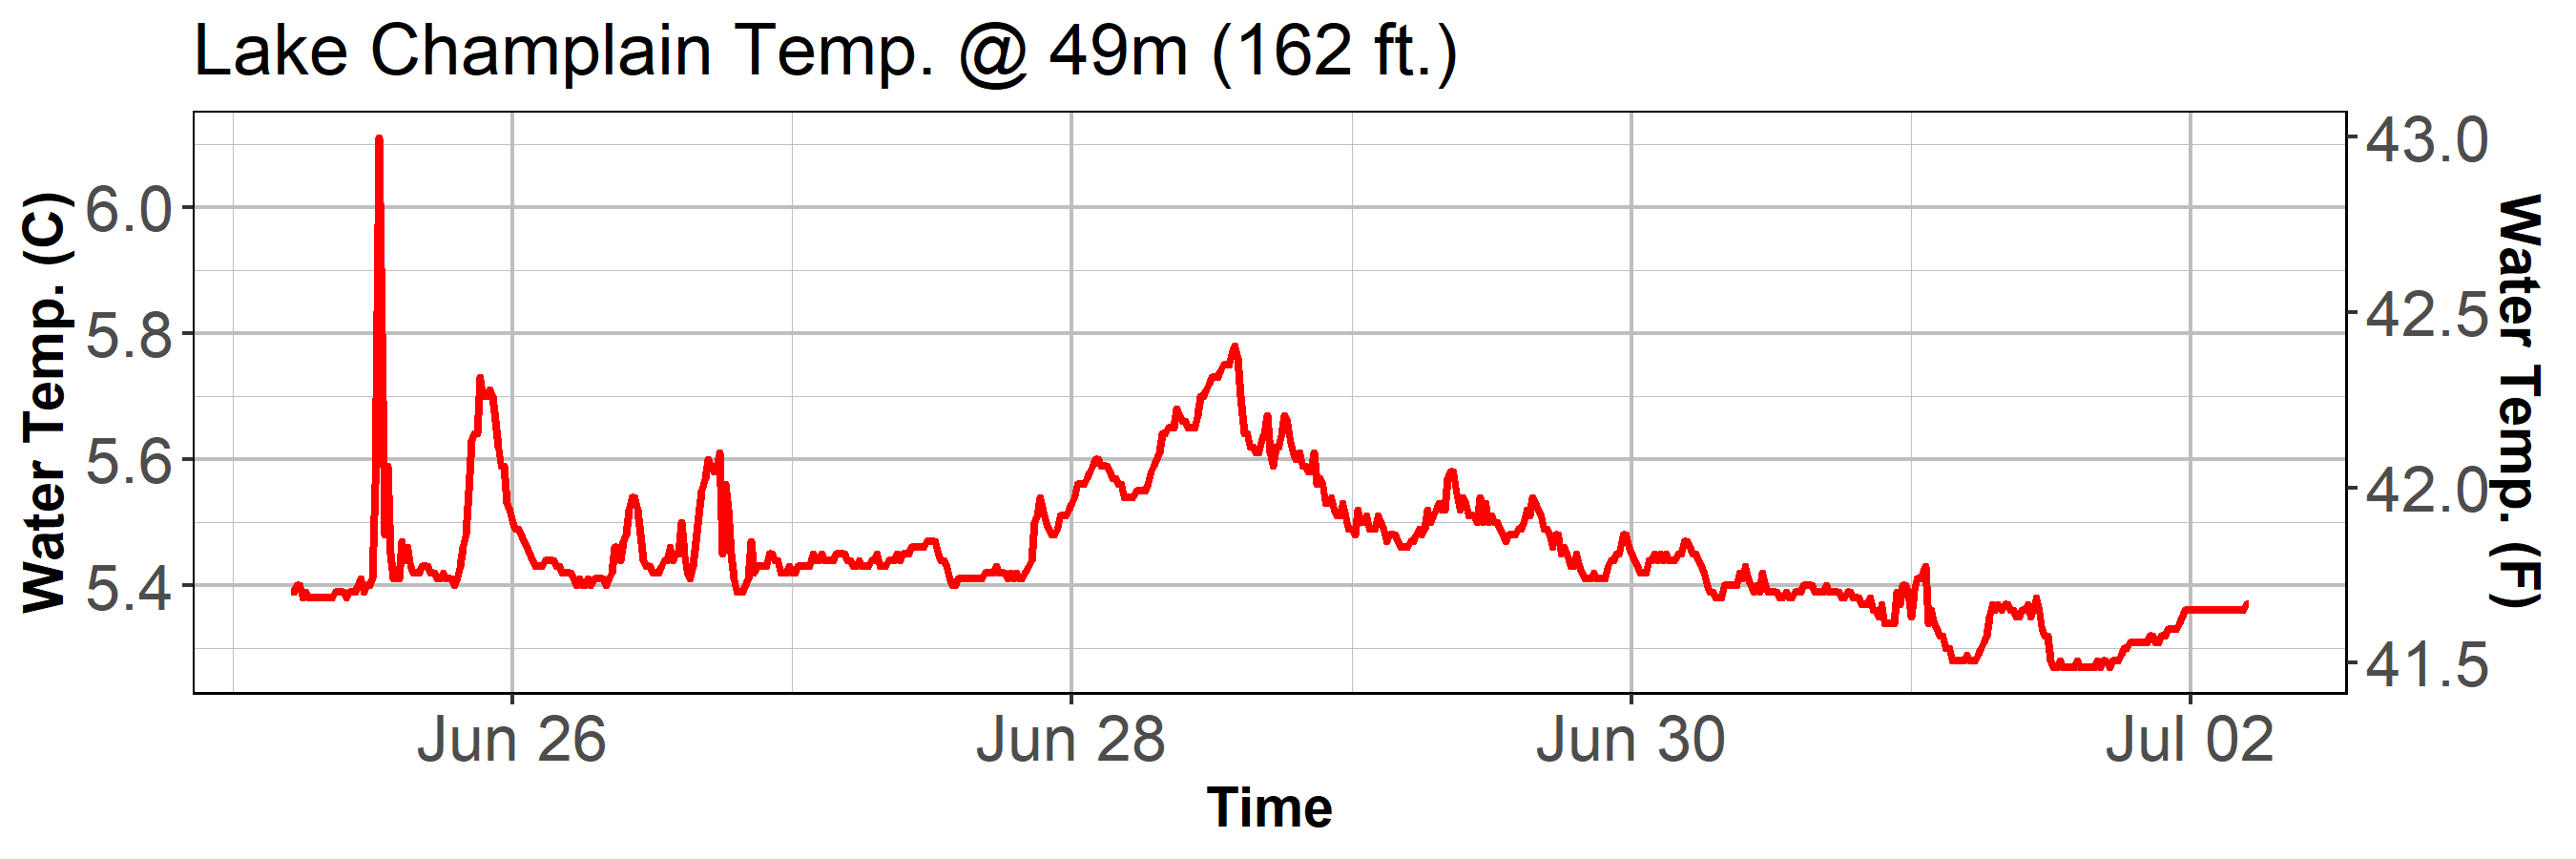 Lake Champlain Temp. @ 49m (162 ft.)
Water Temp. (C)
6.0
5.8
5.6
5.4
43.0
42.5
42.0
41.5
Water Temp. (F)
Jun 26
Jun 28
Jun 30
Jul 02
Time